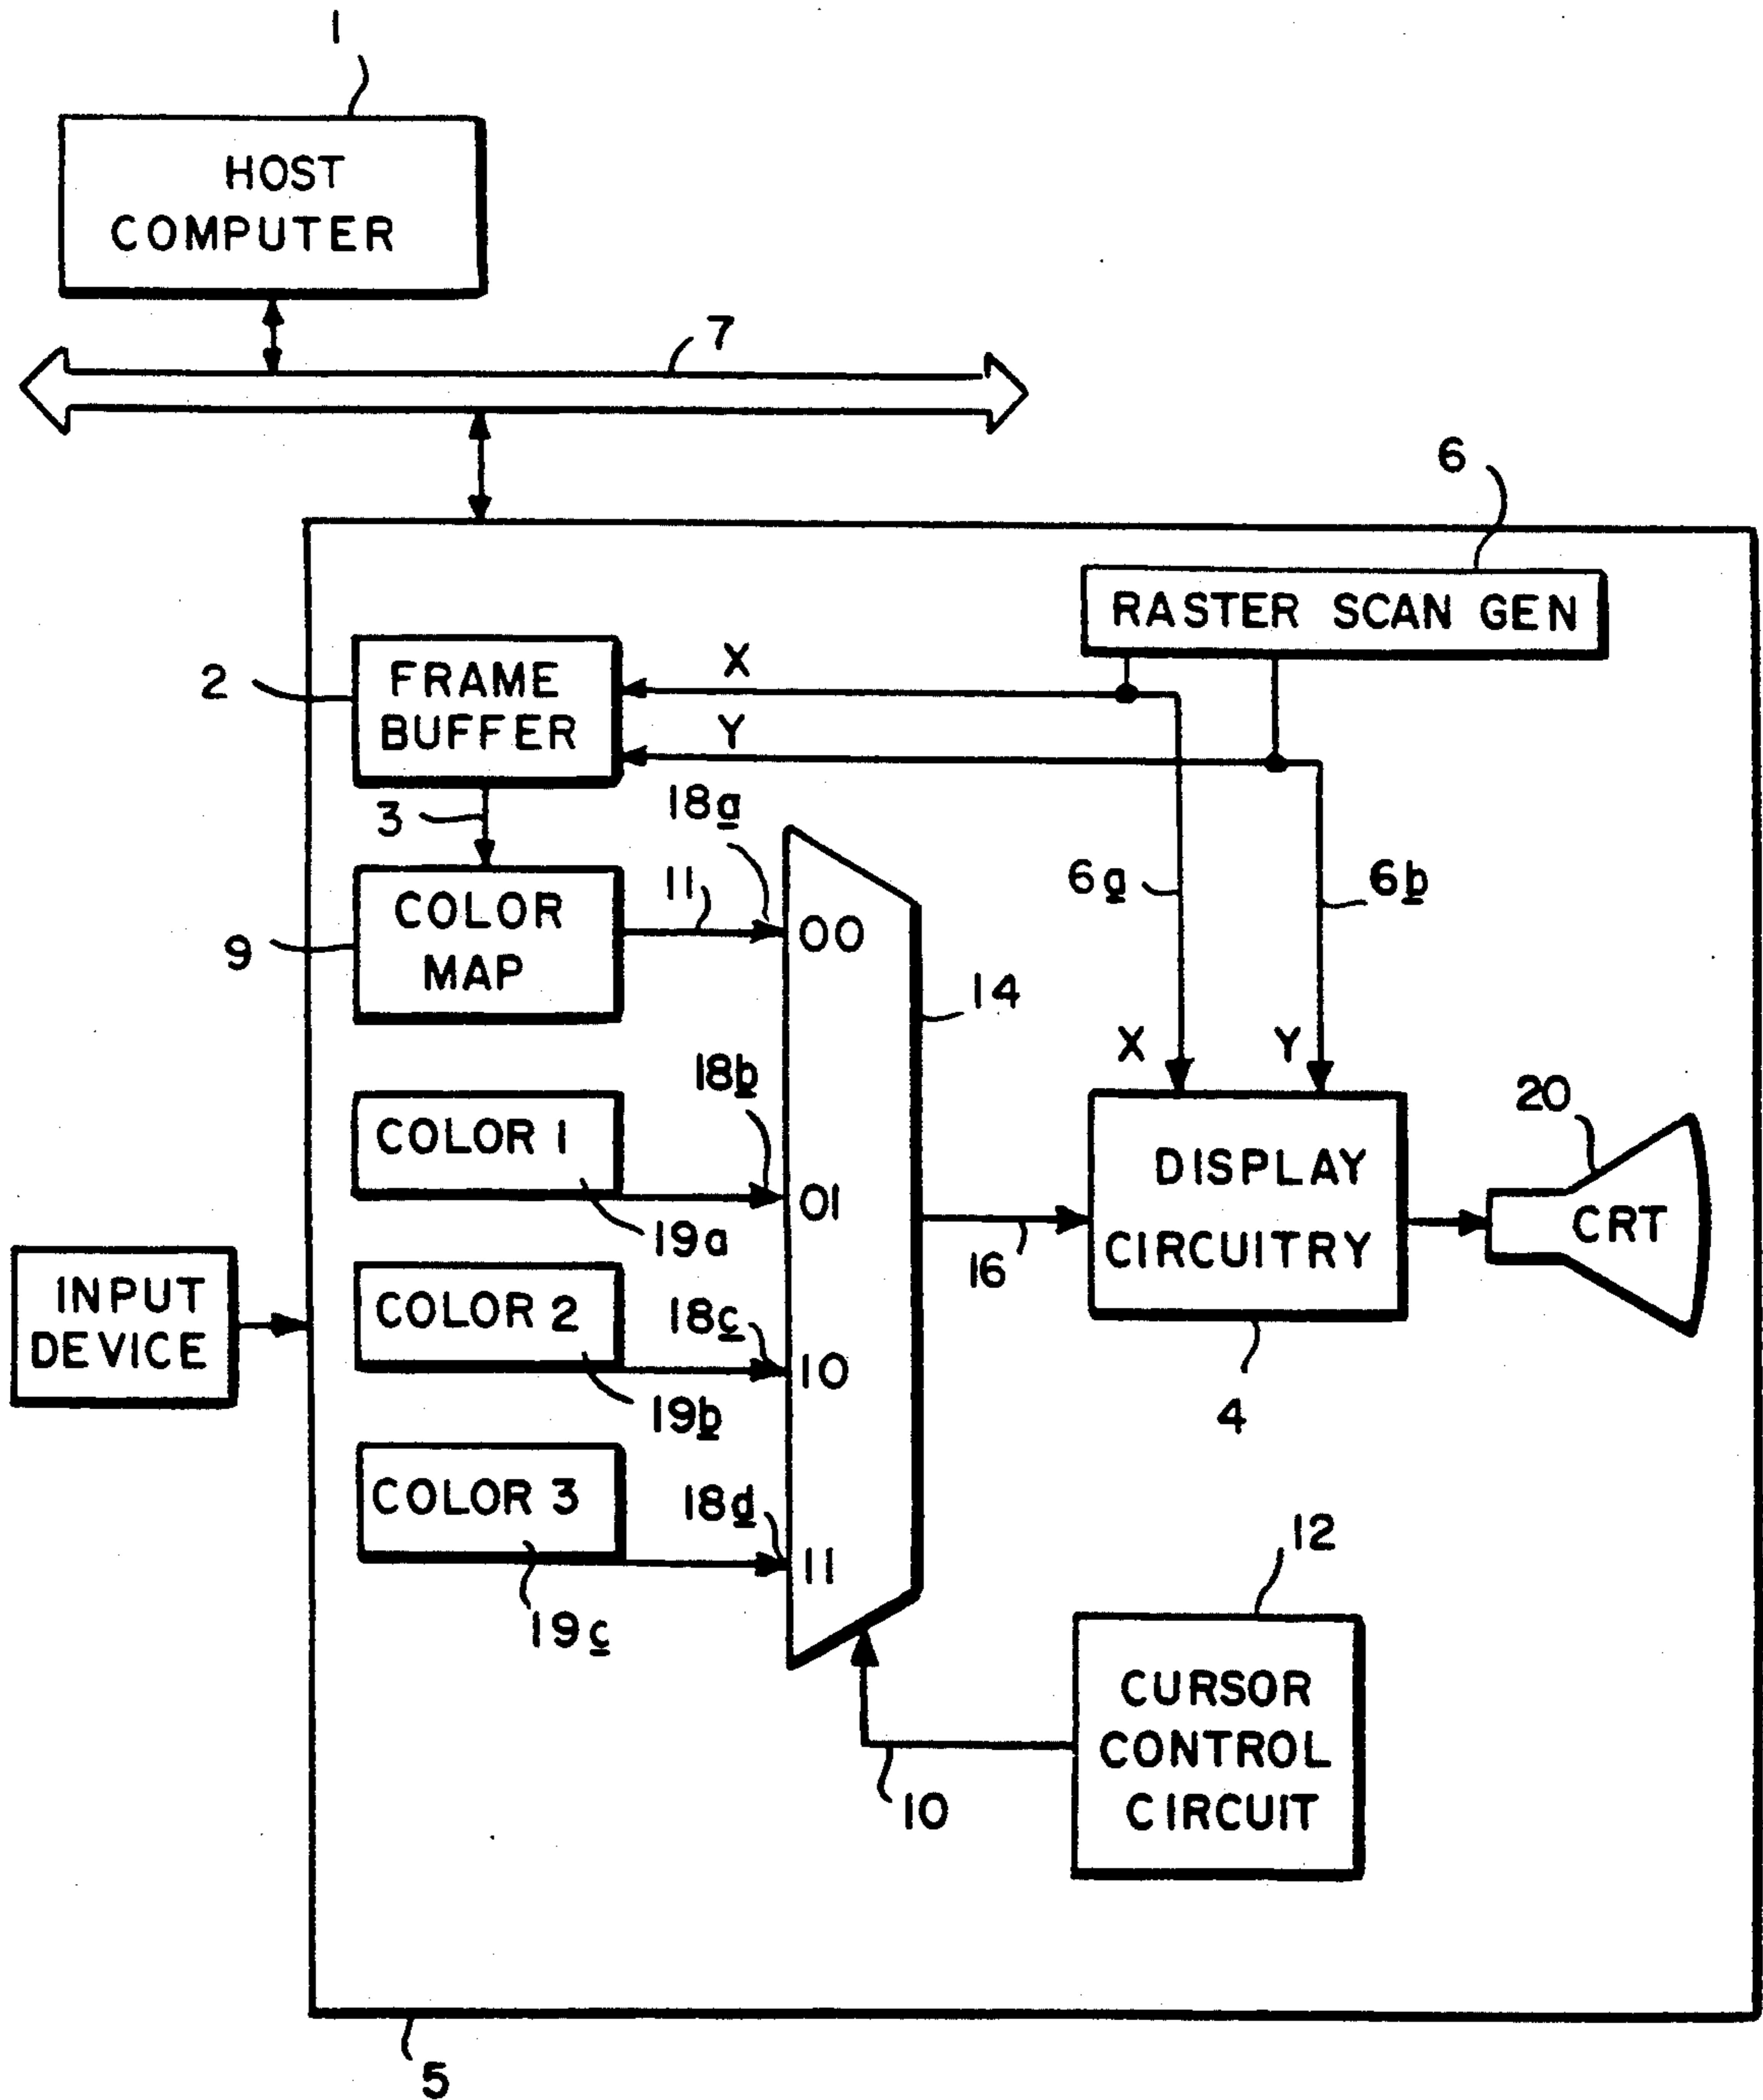 1
HOST
COMPUTER
7
6
RASTER SCAN GEN
2
FRAME
BUFFER
X
Y
3
18a
11
6a
6b
9
COLOR
MAP
00
14
X
Y
18b
20
COLOR 1
01
19a
DISPLAY
CIRCUITRY
CRT
16
INPUT
DEVICE
COLOR 2
18c
10
19b
4
COLOR 3
18d
11
19c
12
CURSOR
CONTROL
CIRCUIT
10
5